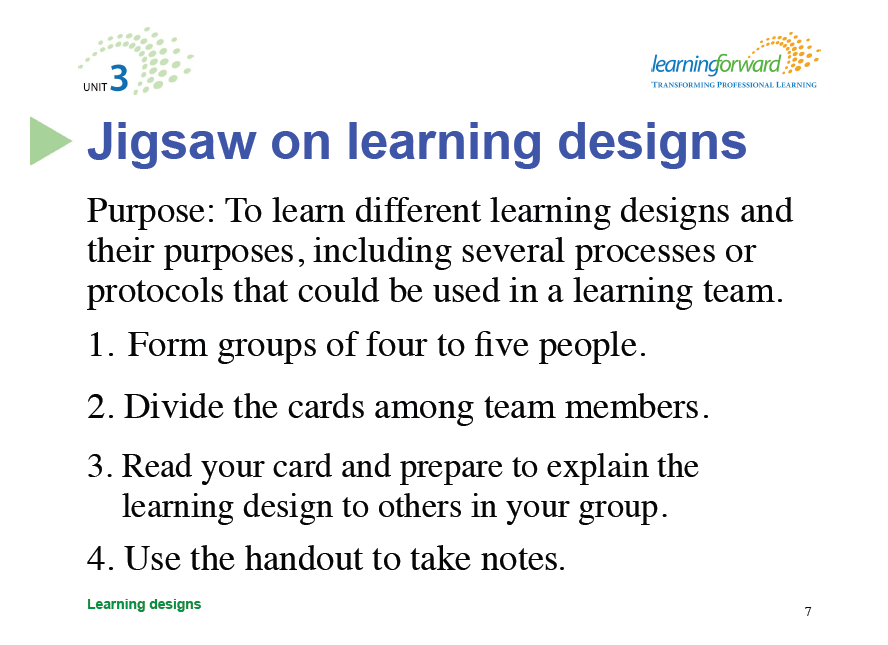 UNIT 3
learningforward
TRANSFORMING PROFESSIONAL LEARNING
Jigsaw on learning designs
Purpose: To learn different learning designs and
their purposes, including several processes or
protocols that could be used in a learning team.
1. Form groups of four to five people.
2. Divide the cards among team members.
3. Read your card and prepare to explain the
learning design to others in your group.
4. Use the handout to take notes.
Learning designs
7